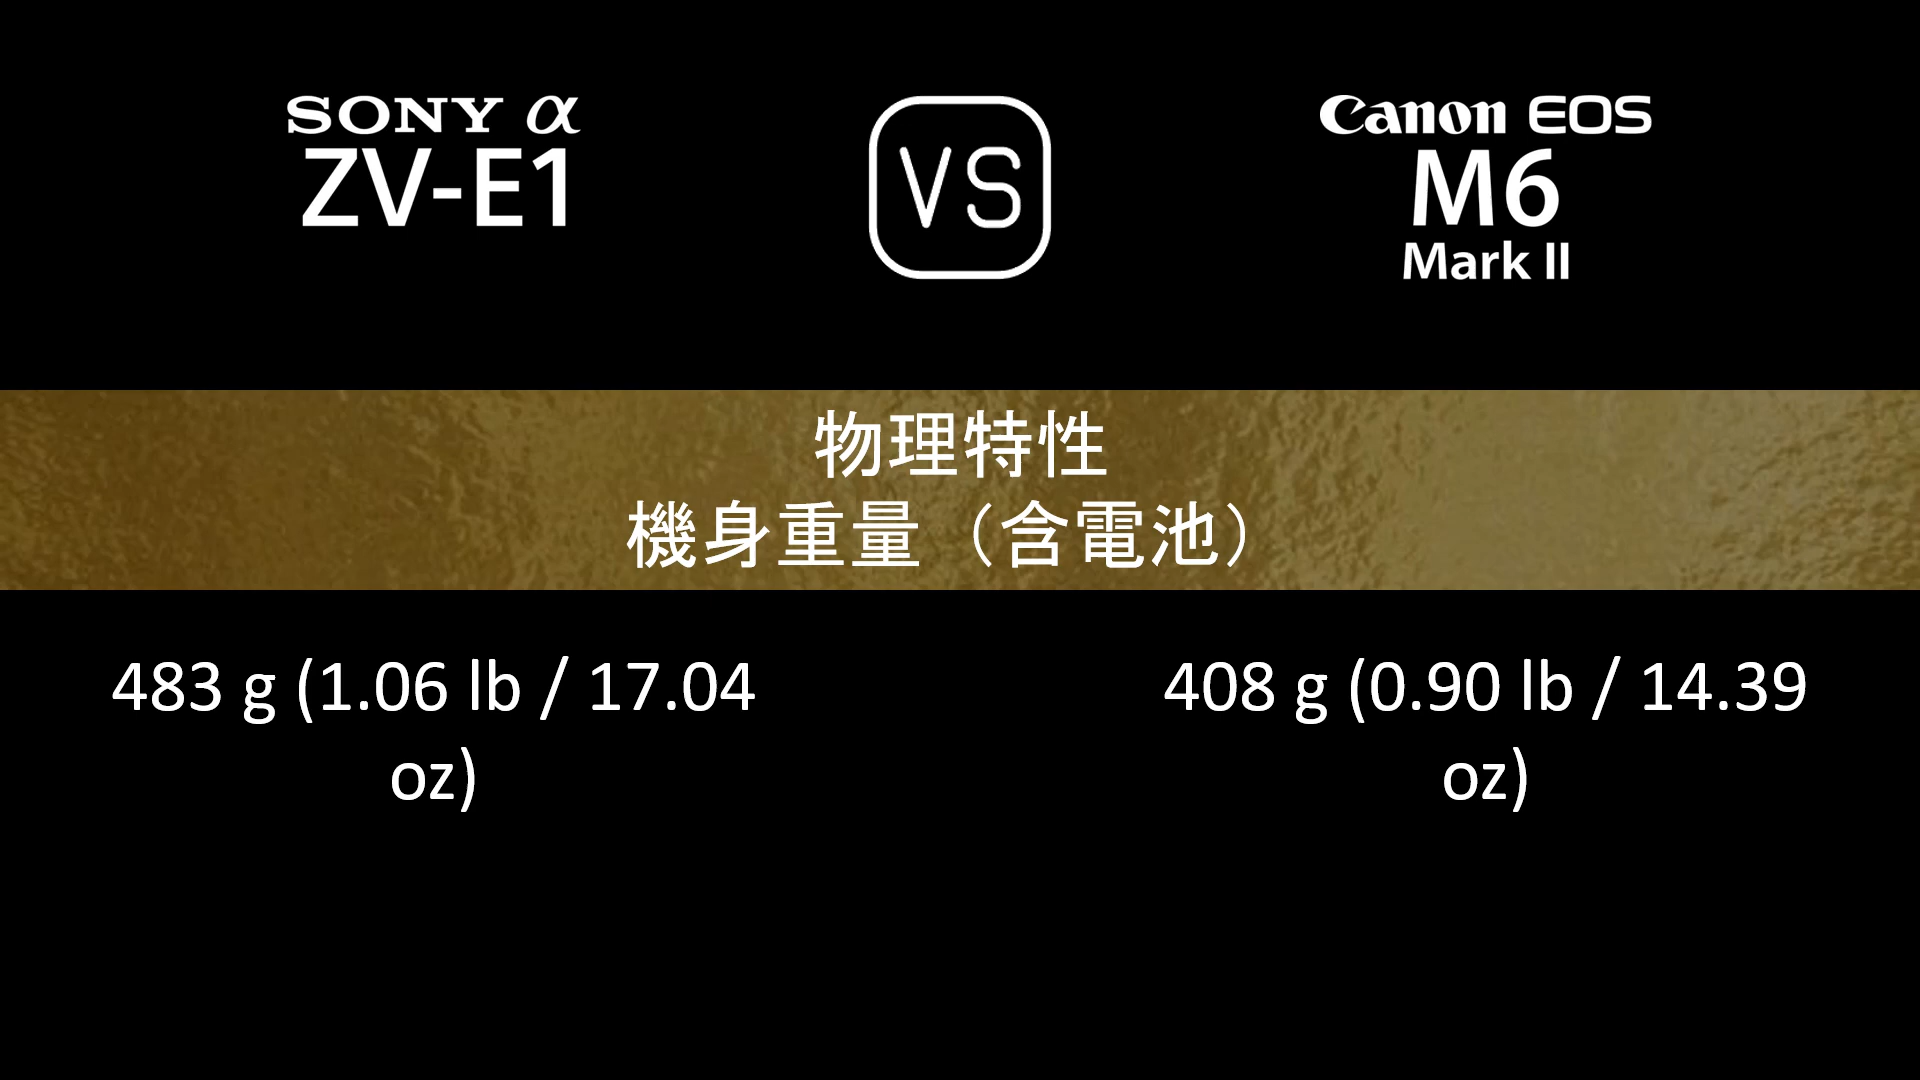 SONY α
ZV-E1
VS
Canon EOS
M6
Mark II
物理特性
機身重量（含電池）
483 g (1.06 lb / 17.04
oz)
408 g (0.90 lb / 14.39
oz)